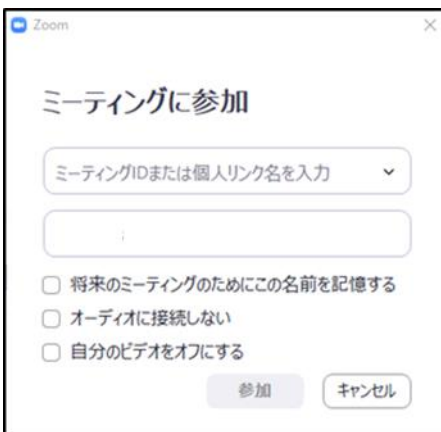 Zoom
ミーティングに参加
ミーティングIDまたは個人リンク名を入力
将来のミーティングのためにこの名前を記憶する
オーディオに接続しない
自分のビデオをオフにする
参加 キャンセル